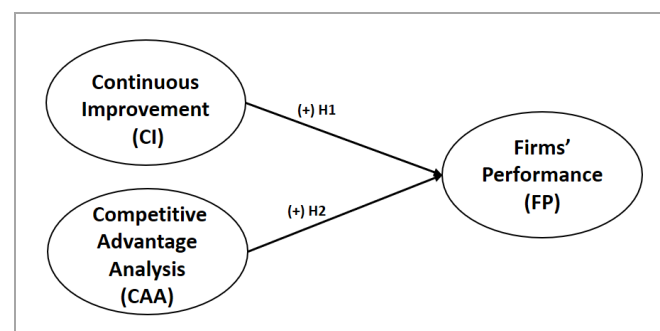 Continuous
Improvement
(CI)
(+) H1
Firms’
Performance
(FP)
(+) H2
Competitive
Advantage
Analysis
(CAA)